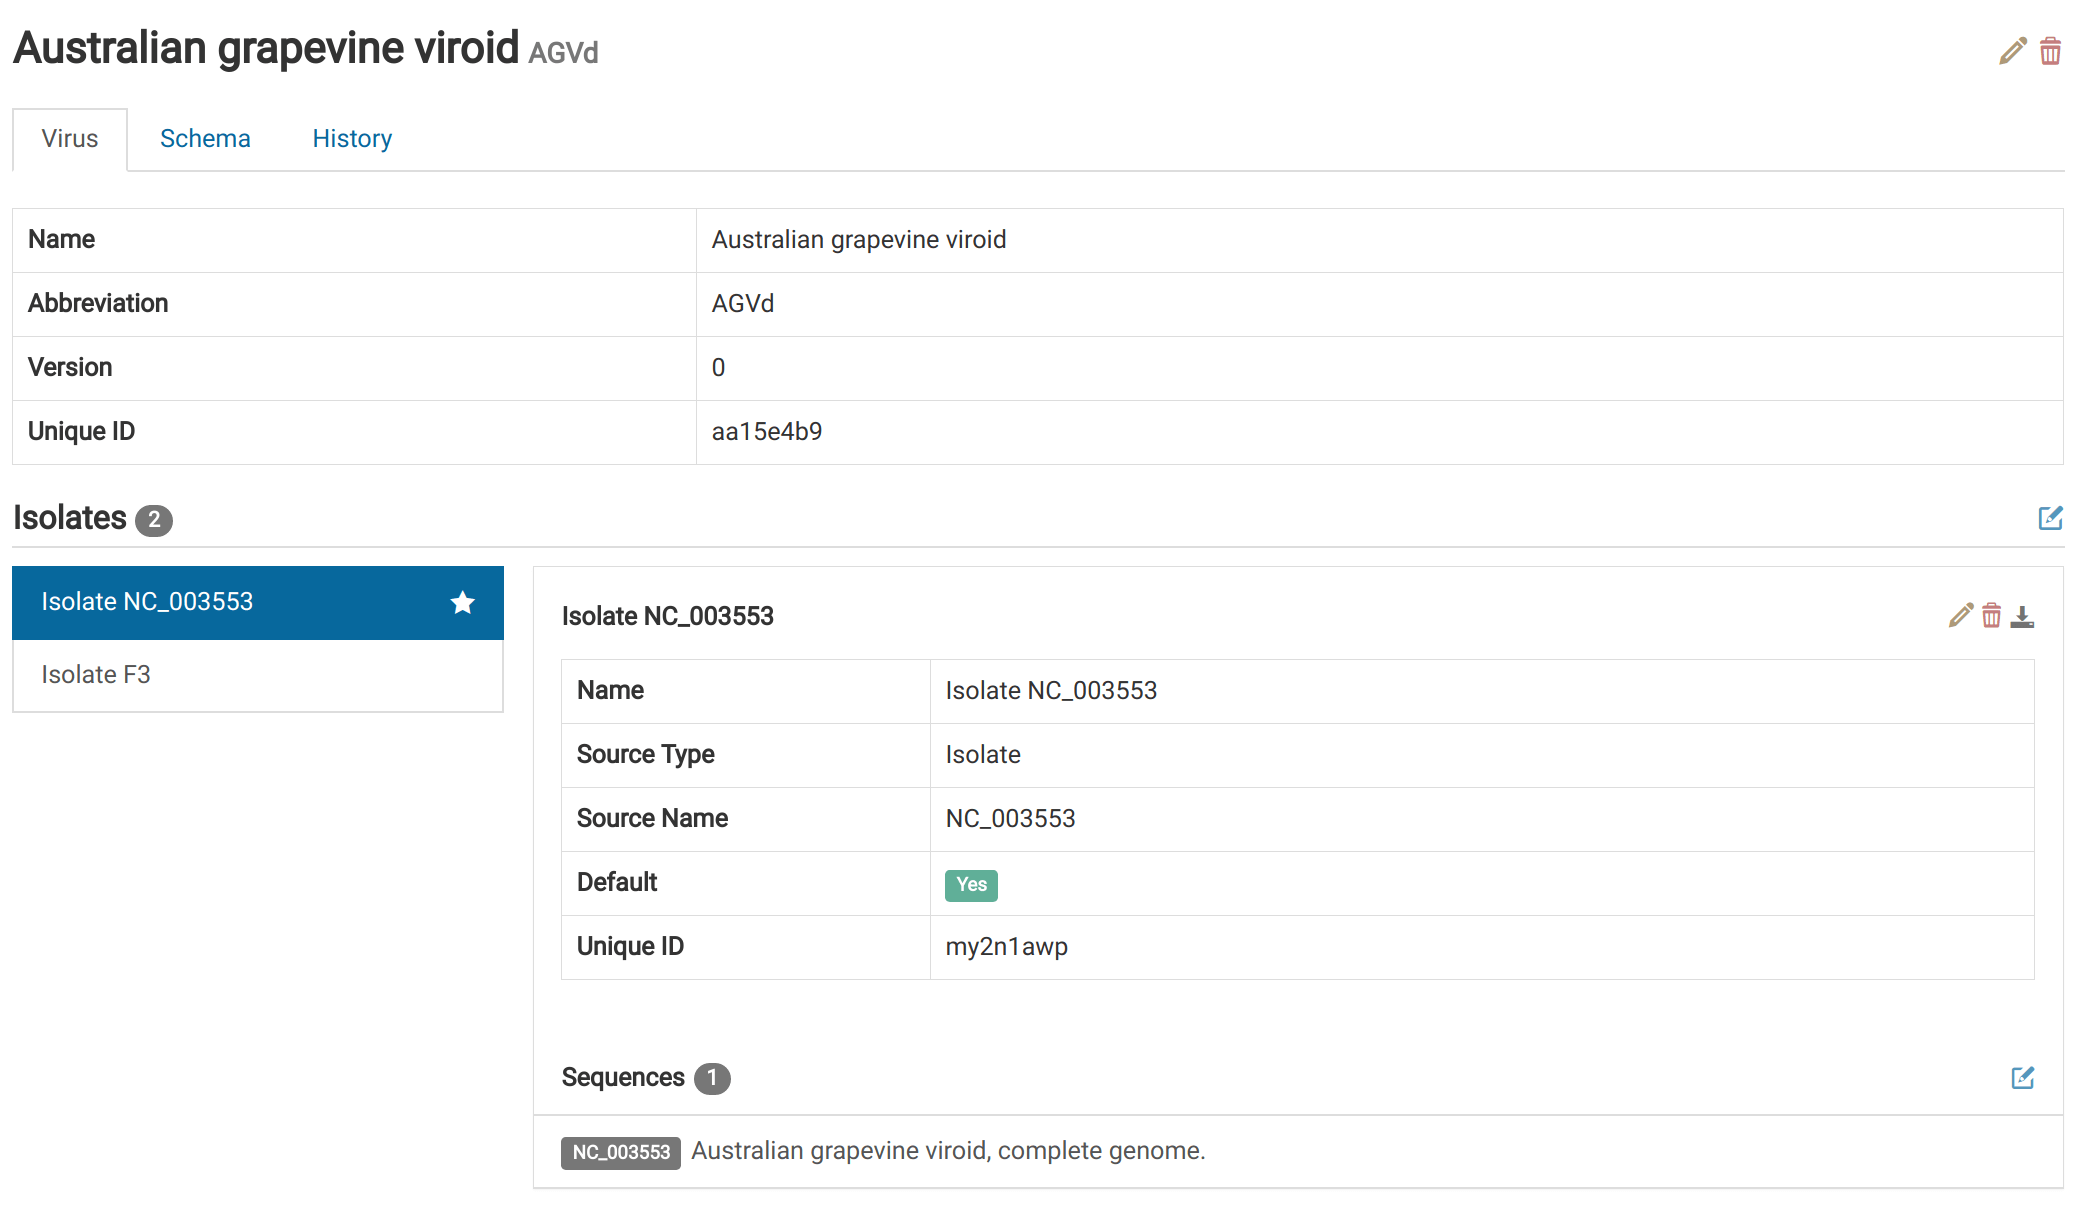 Australian grapevine viroid AGVd
Virus Schema History
Name Australian grapevine viroid
Abbreviation AGVd
Version 0
Unique ID aa15e4b9
Isolates 2
Isolate NC_003553
Isolate F3
Isolate NC_003553
Name Isolate NC_003553
Source Type Isolate
Source Name NC_003553
Default Yes
Unique ID my2n1awp
Sequences 1
NC_003553 Australian grapevine viroid, complete genome.